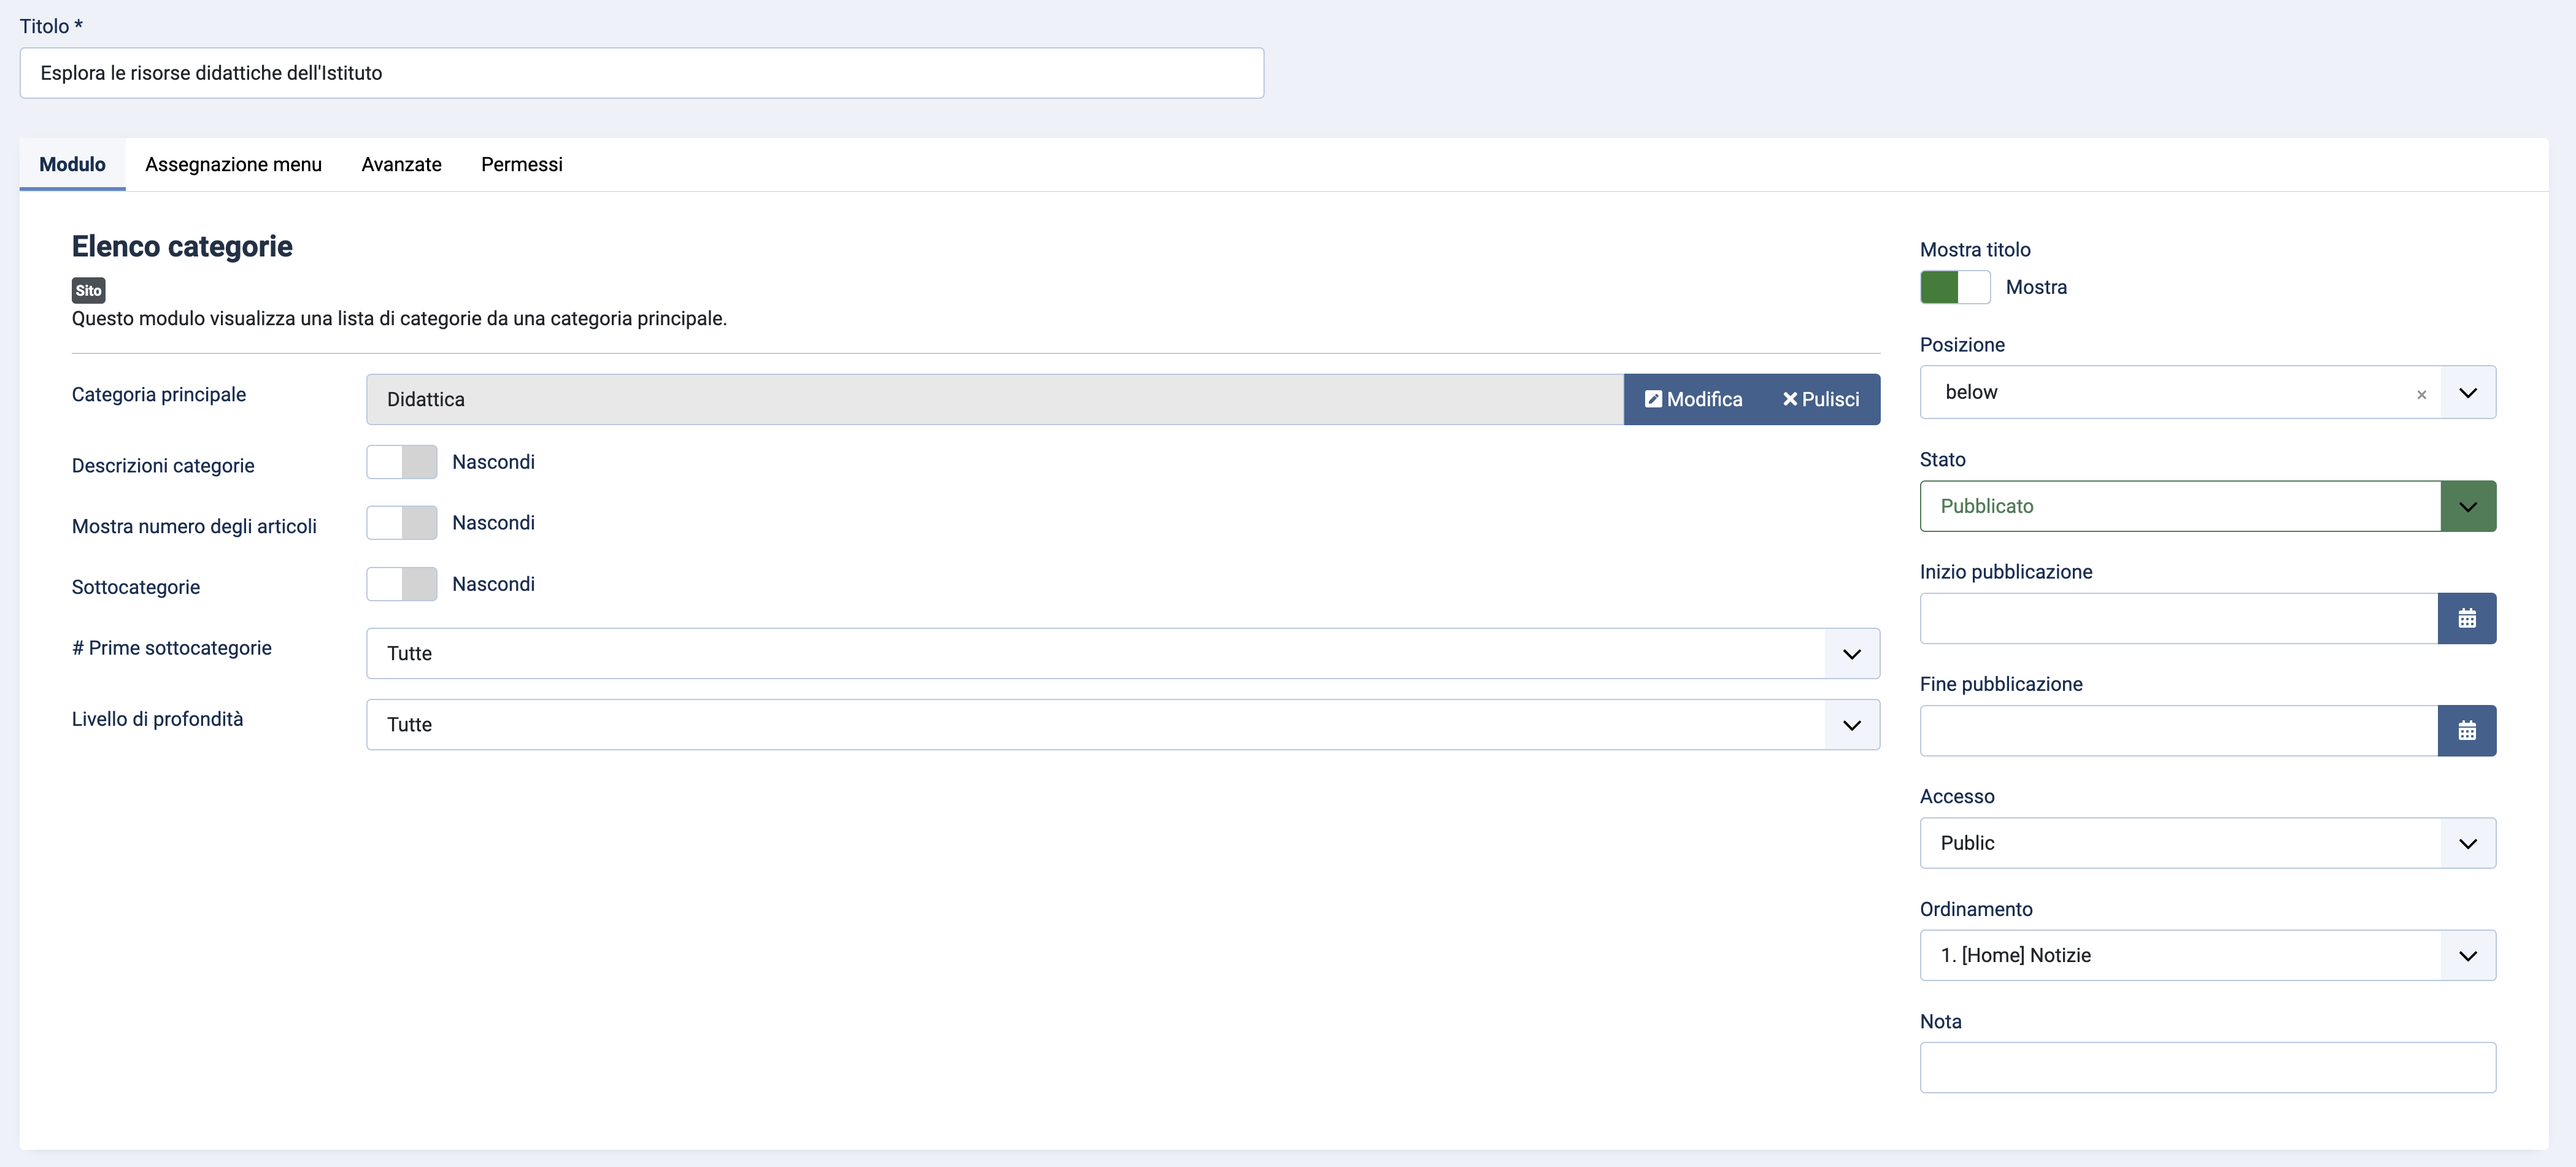 Titolo *
Esplora le risorse didattiche dell'Istituto
Modulo Assegnazione menu Avanzate Permessi
Elenco categorie
Sito
Questo modulo visualizza una lista di categorie da una categoria principale.
Categoria principale Didattica Modifica Pulisci
Descrizioni categorie Nascondi
Mostra numero degli articoli Nascondi
Sottocategorie Nascondi
# Prime sottocategorie Tutte
Livello di profondità Tutte
Mostra titolo
Mostra
Posizione
below
Stato
Pubblicato
Inizio pubblicazione
Fine pubblicazione
Accesso
Public
Ordinamento
1. [Home] Notizie
Nota